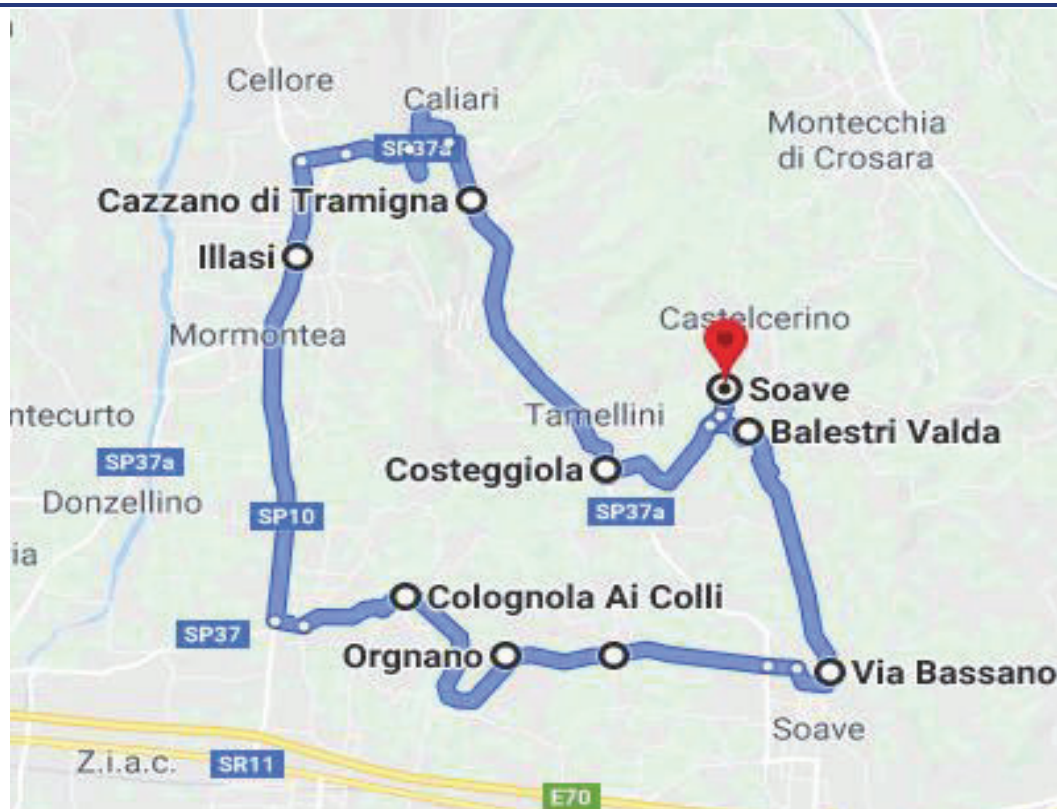 Cellore
Caliari
SP37a
Montecchia
di Crosara
Cazzano di Tramigna
Illasi
Mormontea
Castelcerino
Soave
ntecurto
Tamellini
Balestri Valda
SP37a
Costeggiola
Donzellino
SP37a
SP10
ia
Colognola Ai Colli
SP37
Orgnano
Via Bassano
Soave
Z.i.a.c.
SR11
E70